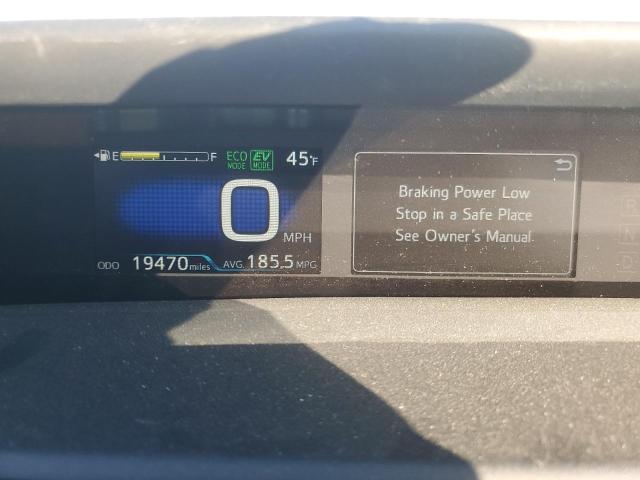 E F ECO MODE EV MODE 45°F
0 MPH
ODO 19470 miles AVG. 185.5 MPG
Braking Power Low
Stop in a Safe Place
See Owner's Manual